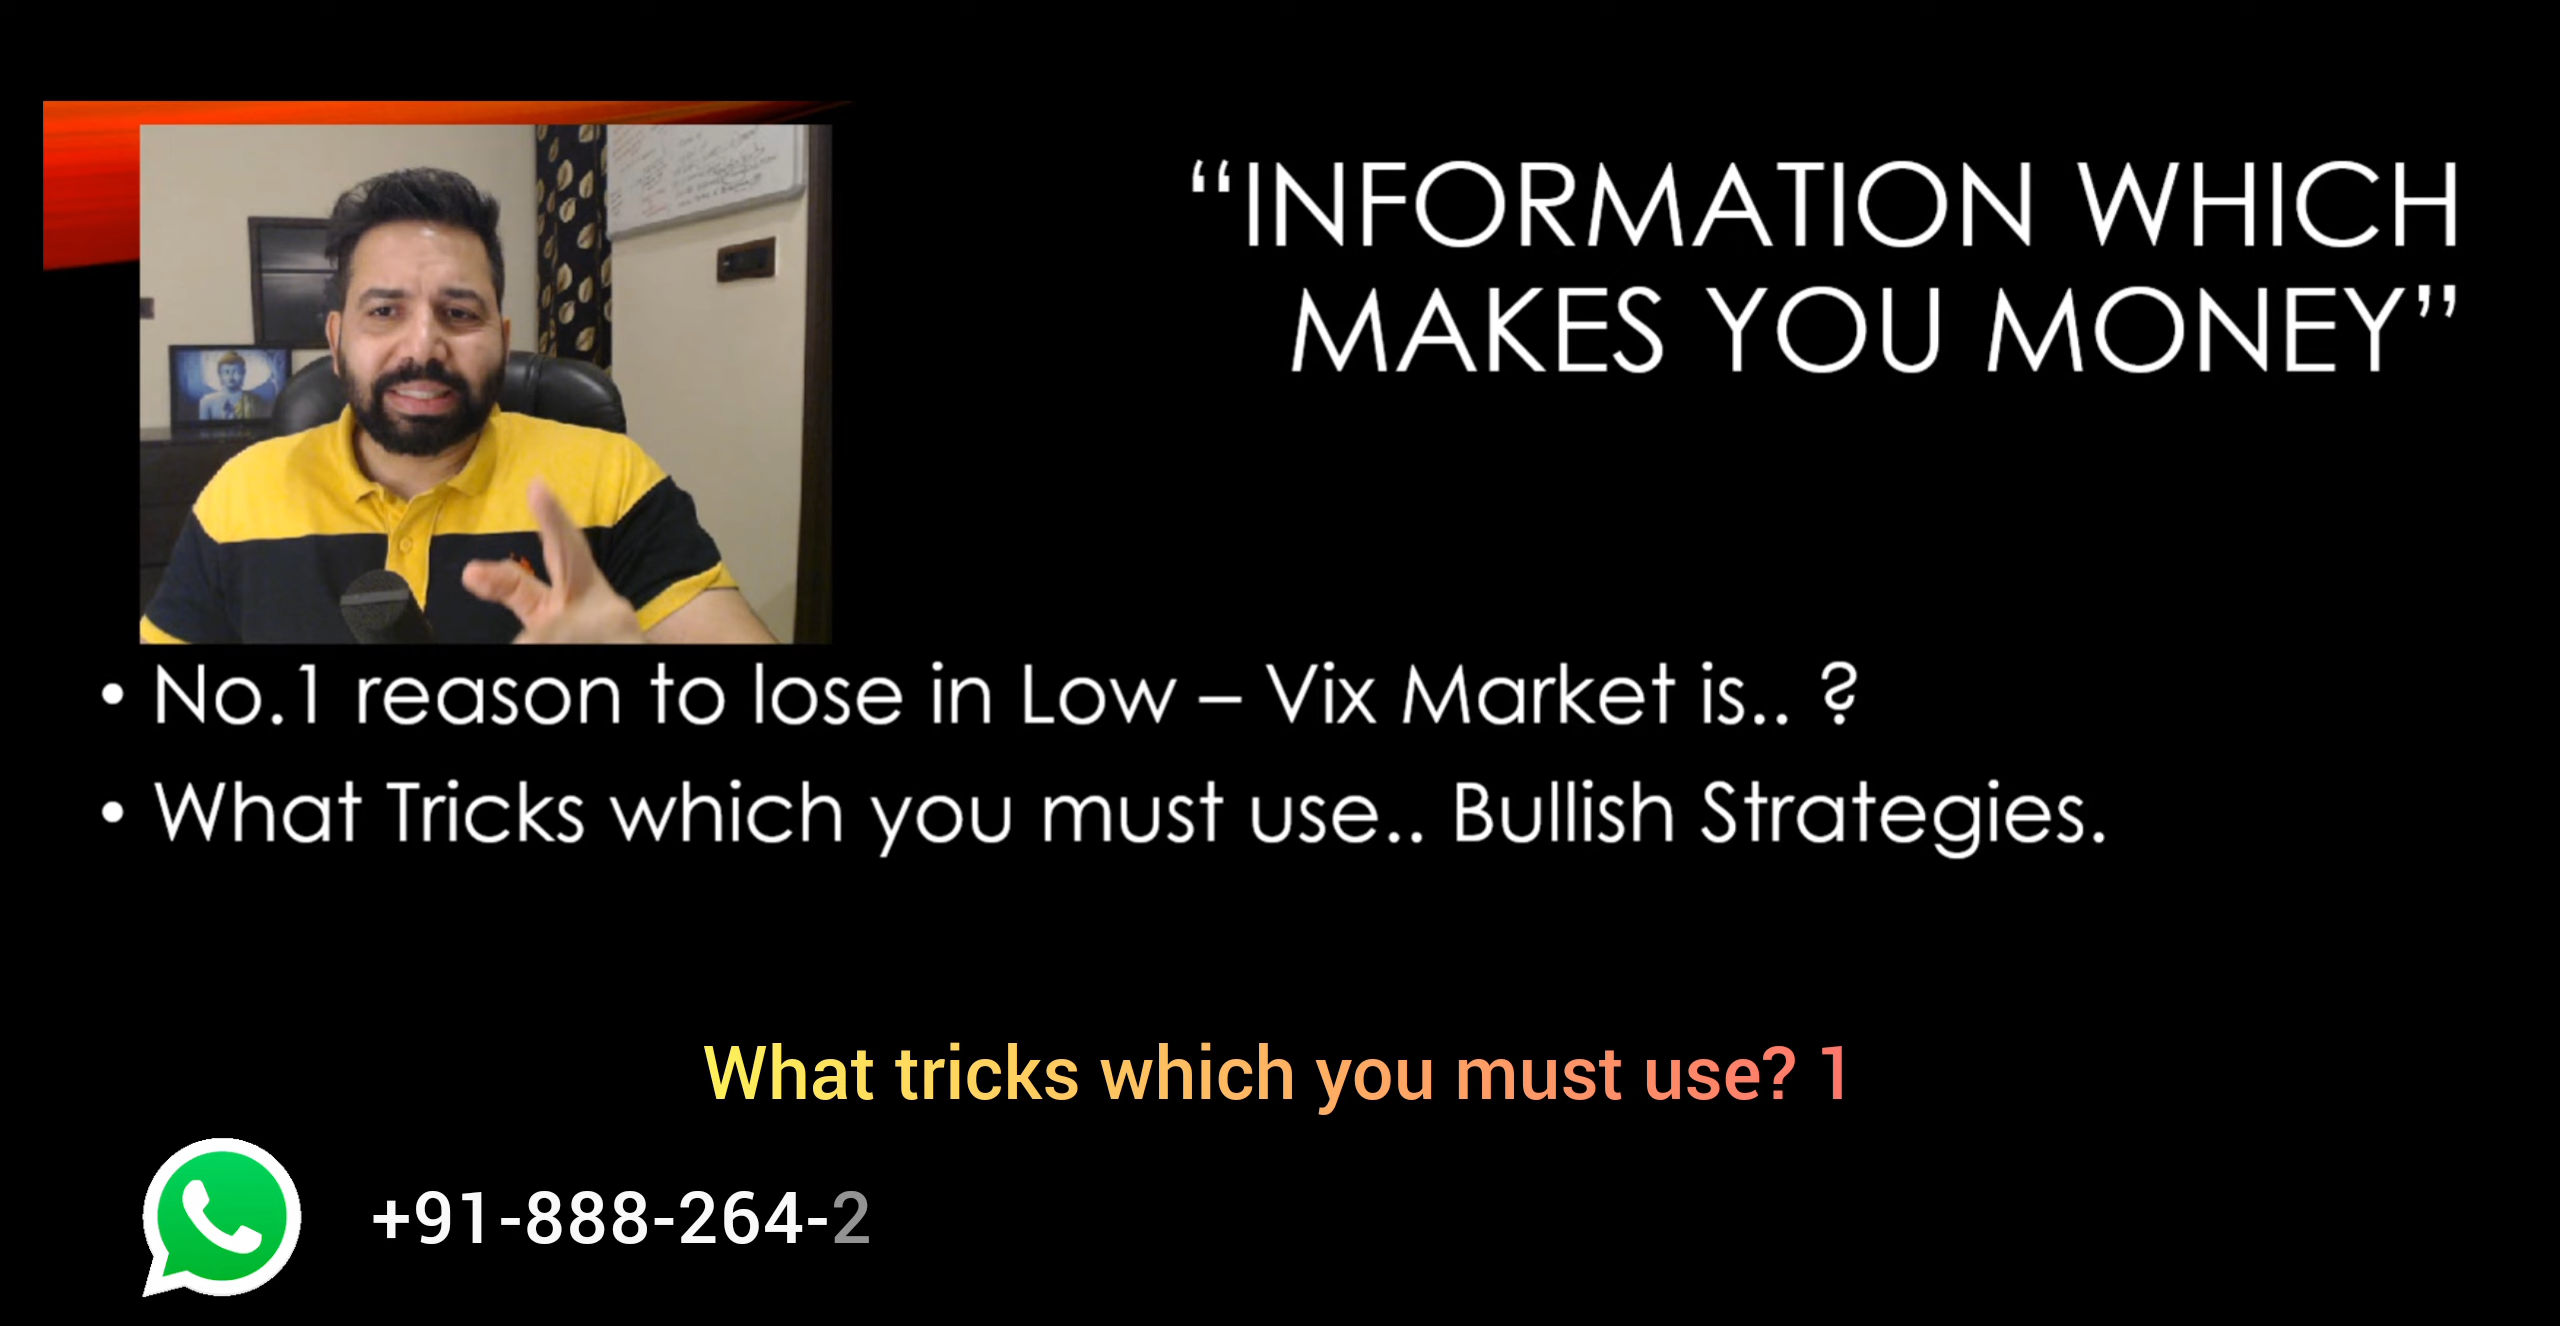 “INFORMATION WHICH
MAKES YOU MONEY”
• No.1 reason to lose in Low – Vix Market is.. ?
• What Tricks which you must use.. Bullish Strategies.
What tricks which you must use? 1
+91-888-264-2